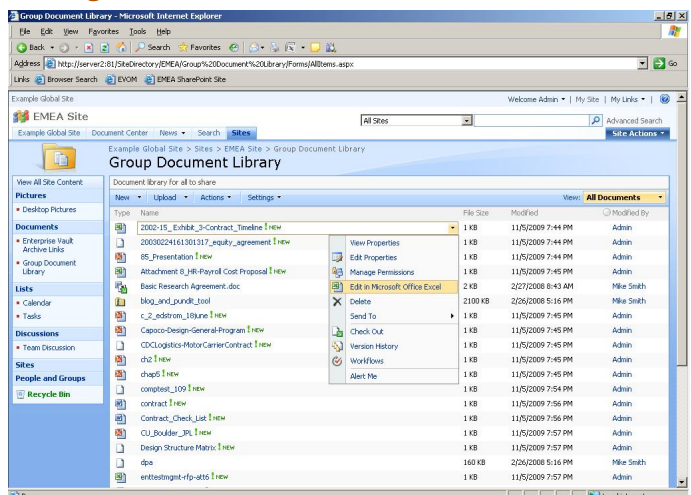 Group Document Library - Microsoft Internet Explorer
File Edit View Favorites Tools Help
Back Search Favorites
Address http://server2:81/SiteDirectory/EMEA/Group%20Document%20Library/Forms/AllItems.aspx Go
Links Browser Search EVOM EMEA SharePoint Site
Example Global Site Welcome Admin | My Site | My Links |
EMEA Site All Sites Advanced Search
Example Global Site Document Center News Search Sites Site Actions
Example Global Site > Sites > EMEA Site > Group Document Library
Group Document Library
View All Site Content Document library for all to share
Pictures New Upload Actions Settings View: All Documents
Desktop Pictures Type Name File Size Modified Modified By
2002-15_ Exhibit_3-Contract_Timeline ! NEW 1 KB 11/5/2009 7:44 PM Admin
Documents
Enterprise Vault Archive Links
Group Document Library
Lists
Calendar
Tasks
Discussions
Team Discussion
Sites
People and Groups
Recycle Bin
20030224161301317_equity_agreement ! NEW 1 KB 11/5/2009 7:44 PM Admin
85_Presentation ! NEW 1 KB 11/5/2009 7:44 PM Admin
Attachment 8_HR-Payroll Cost Proposal ! NEW 1 KB 11/5/2009 7:45 PM Admin
Basic Research Agreement.doc 2 KB 2/27/2008 8:43 AM Mike Smith
blog_and_pundit_tool 2100 KB 2/26/2008 5:16 PM Mike Smith
c_2_edstrom_18june ! NEW 1 KB 11/5/2009 7:45 PM Admin
Capoco-Design-General-Program ! NEW 1 KB 11/5/2009 7:45 PM Admin
CDCLogistics-MotorCarrierContract ! NEW 1 KB 11/5/2009 7:45 PM Admin
ch2 ! NEW 1 KB 11/5/2009 7:45 PM Admin
chap5 ! NEW 1 KB 11/5/2009 7:45 PM Admin
comptest_109 ! NEW 1 KB 11/5/2009 7:54 PM Admin
contract ! NEW 1 KB 11/5/2009 7:56 PM Admin
Contract_Check_List ! NEW 1 KB 11/5/2009 7:56 PM Admin
CU_Boulder_JPL ! NEW 1 KB 11/5/2009 7:57 PM Admin
Design Structure Matrix ! NEW 1 KB 11/5/2009 7:57 PM Admin
dpa 160 KB 2/26/2008 5:16 PM Mike Smith
enttestmgmt-rfp-att6 ! NEW 1 KB 11/5/2009 7:57 PM Admin
View Properties
Edit Properties
Manage Permissions
Edit in Microsoft Office Excel
Delete
Send To
Check Out
Version History
Workflows
Alert Me